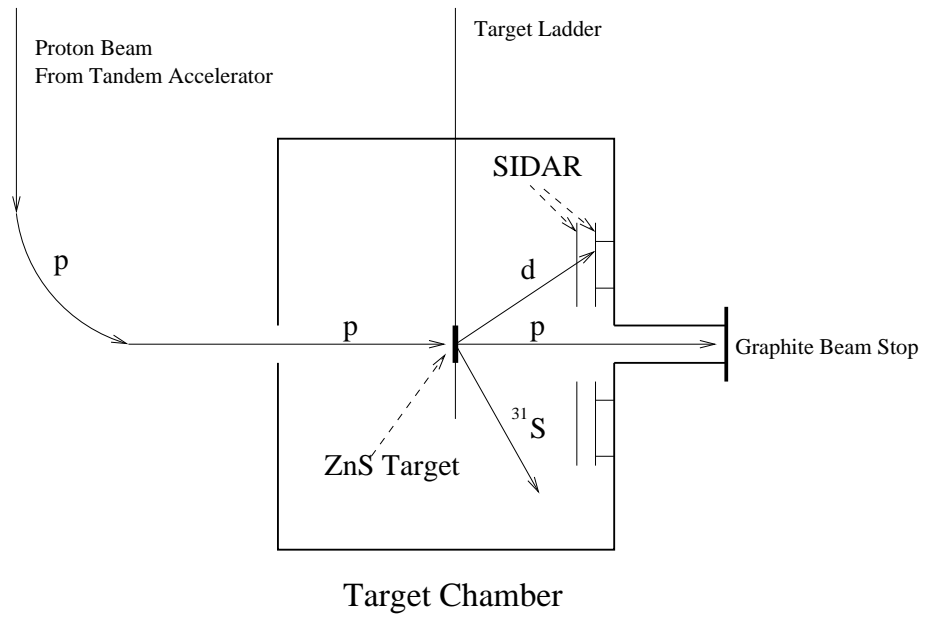 Proton Beam
From Tandem Accelerator
Target Ladder
SIDAR
p
d
p
p
Graphite Beam Stop
³¹S
ZnS Target
Target Chamber